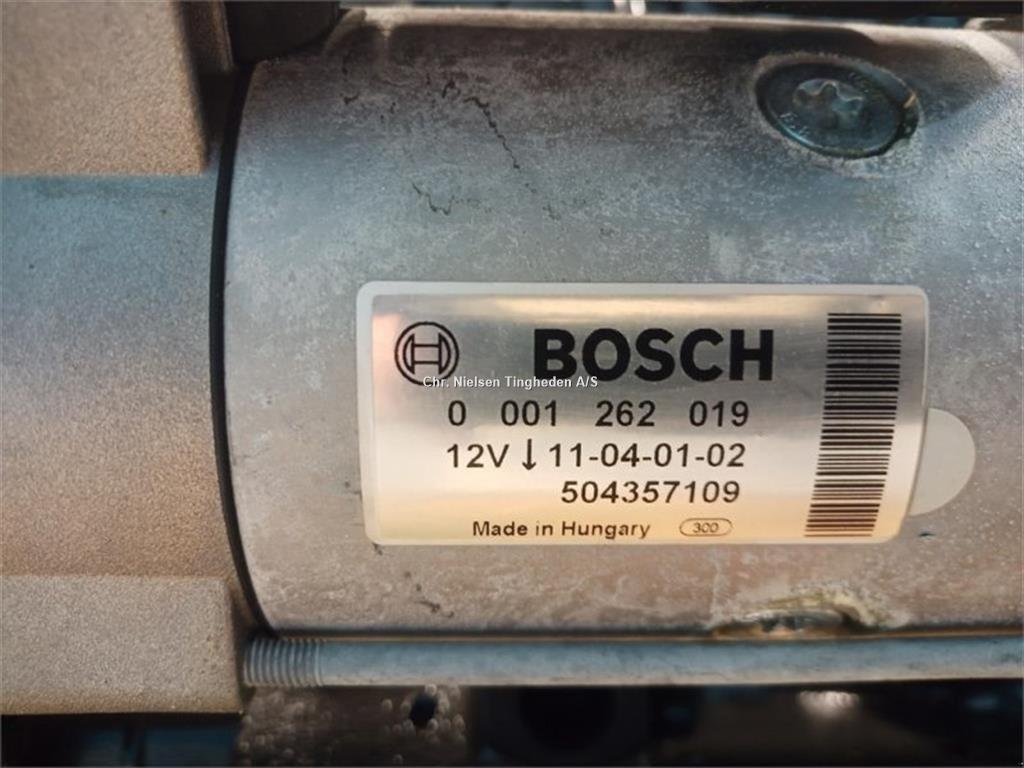 BOSCH
Chr. Nielsen Tingheden A/S
0 001 262 019
12V ↓ 11-04-01-02
504357109
Made in Hungary 300